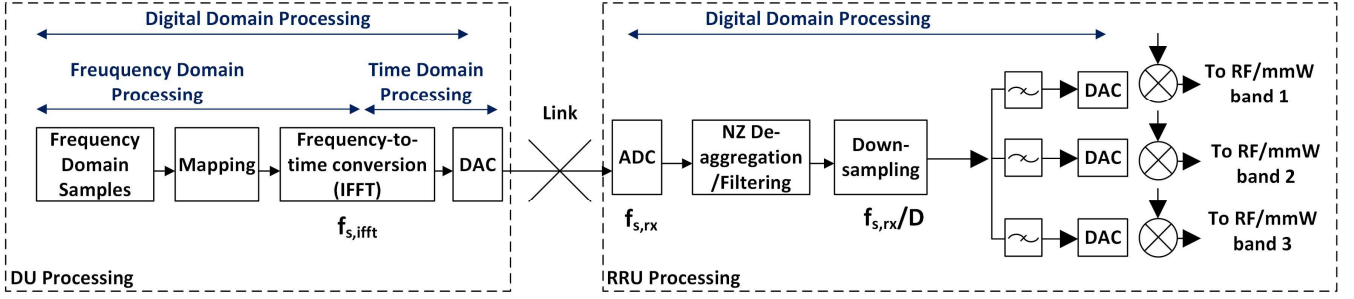 Digital Domain Processing
Freuquency Domain
Processing
Time Domain
Processing
Frequency
Domain
Samples
Mapping
Frequency-to-
time conversion
(IFFT)
DAC
fs,ifft
DU Processing
Link
Digital Domain Processing
ADC
fs,rx
NZ De-
aggregation
/Filtering
Down-
sampling
fs,rx/D
DAC
To RF/mmW
band 1
DAC
To RF/mmW
band 2
DAC
To RF/mmW
band 3
RRU Processing